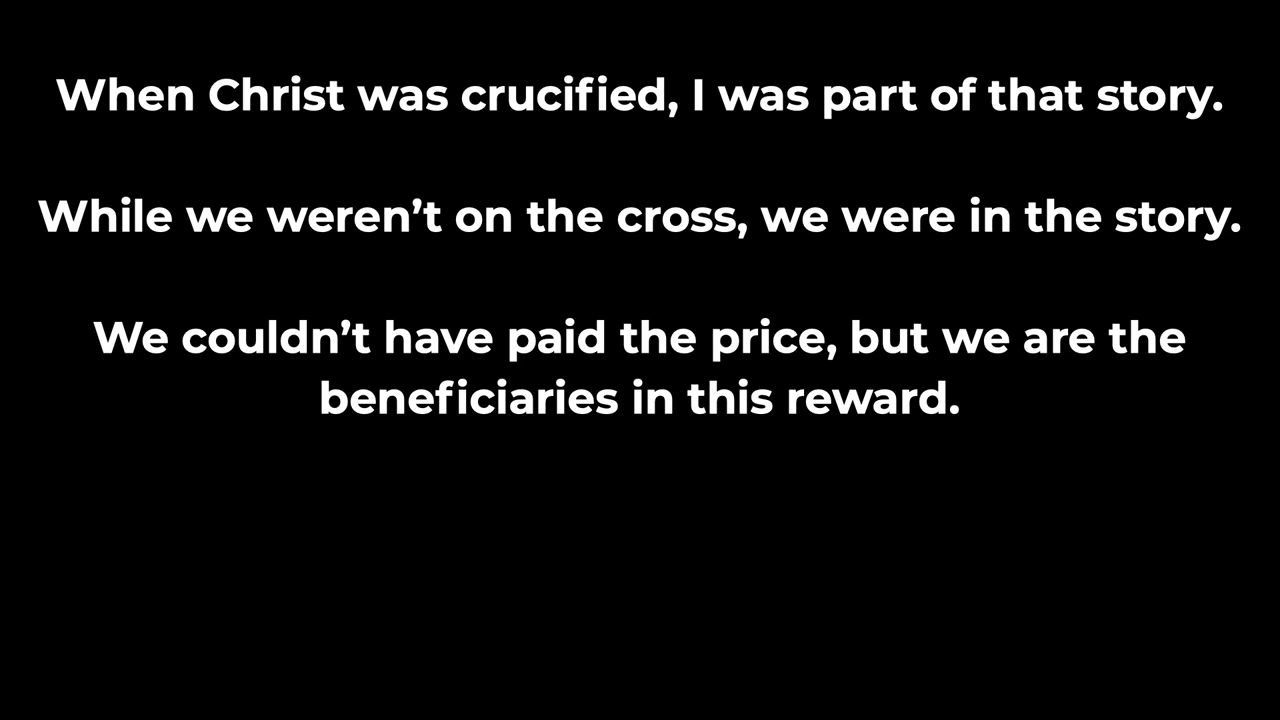 When Christ was crucified, I was part of that story.
While we weren’t on the cross, we were in the story.
We couldn’t have paid the price, but we are the
beneficiaries in this reward.